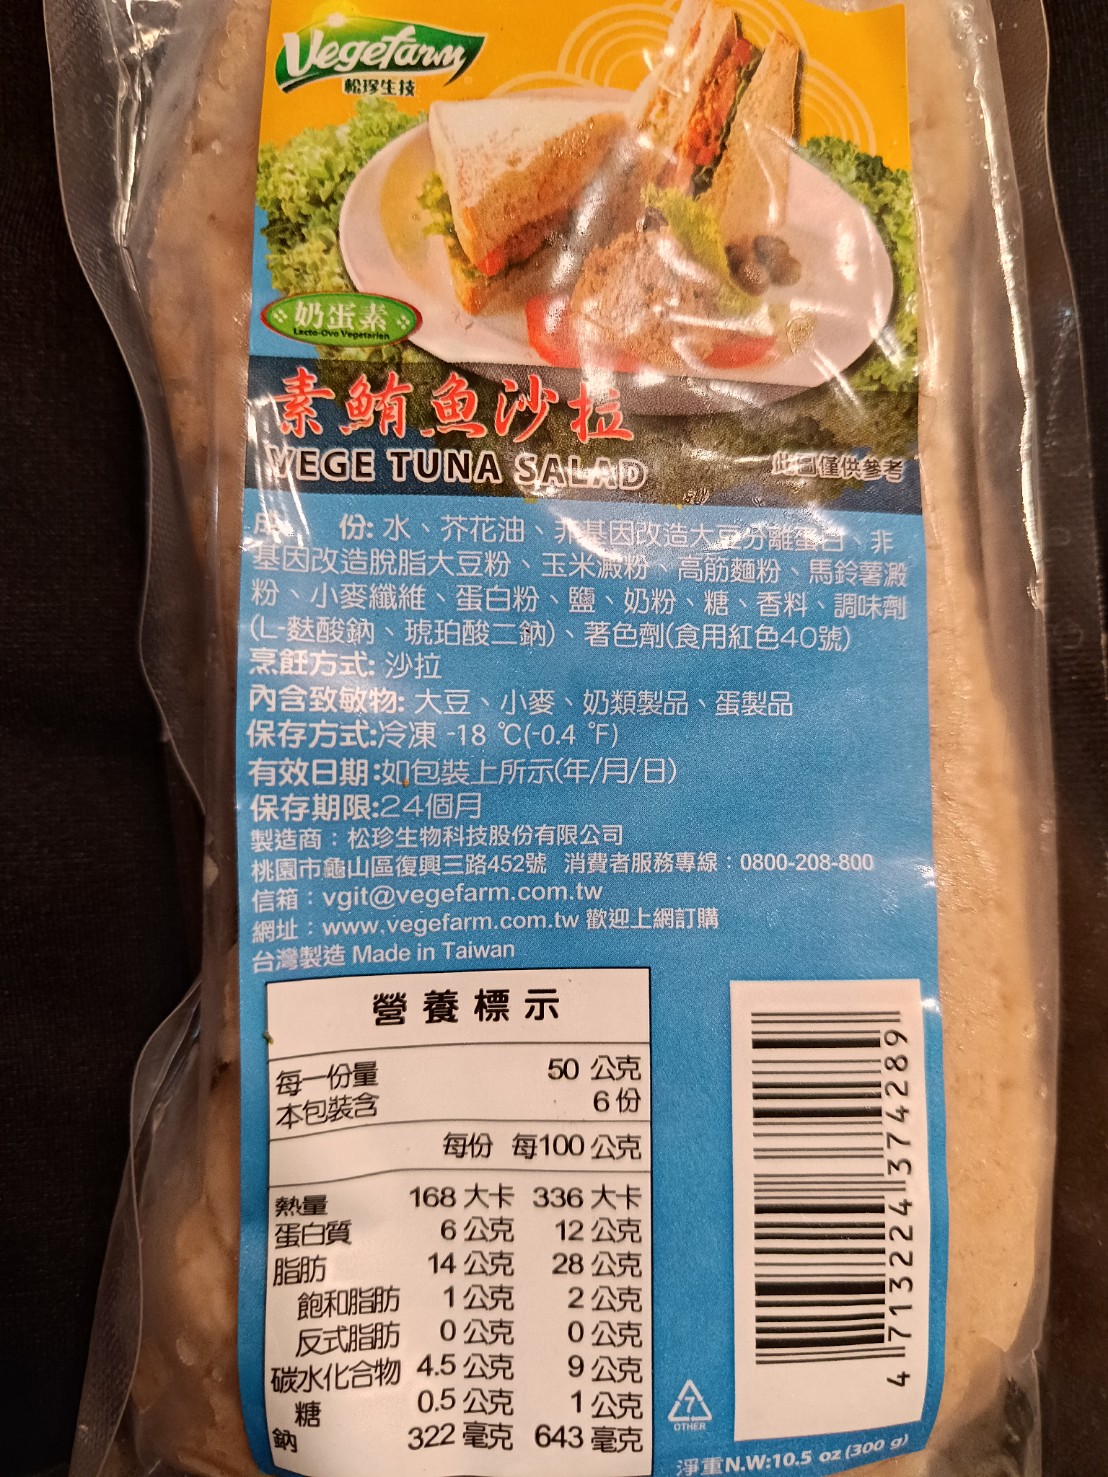 Vegefarm
松珍生技
奶蛋素
Lacto-Ovo Vegetarian
素鮪魚沙拉
VEGE TUNA SALAD
僅供參考
份: 水、芥花油、非基因改造大豆分離蛋白、非
基因改造脫脂大豆粉、玉米澱粉、高筋麵粉、馬鈴薯澱
粉、小麥纖維、蛋白粉、鹽、奶粉、糖、香料、調味劑
(L-麩酸鈉、琥珀酸二鈉)、著色劑(食用紅色40號)
烹飪方式: 沙拉
內含致敏物: 大豆、小麥、奶類製品、蛋製品
保存方式:冷凍 -18 ℃(-0.4 ℉)
有效日期:如包裝上所示(年/月/日)
保存期限:24個月
製造商：松珍生物科技股份有限公司
桃園市龜山區復興三路452號 消費者服務專線：0800-208-800
信箱：vgit@vegefarm.com.tw
網址：www.vegefarm.com.tw 歡迎上網訂購
台灣製造 Made in Taiwan
營養標示
每一份量 50 公克
本包裝含 6 份
每份 每100 公克
熱量 168 大卡 336 大卡
蛋白質 6 公克 12 公克
脂肪 14 公克 28 公克
飽和脂肪 1 公克 2 公克
反式脂肪 0 公克 0 公克
碳水化合物 4.5 公克 9 公克
糖 0.5 公克 1 公克
鈉 322 毫克 643 毫克
4 713224 374289
7
OTHER
淨重N.W:10.5 oz (300 g)